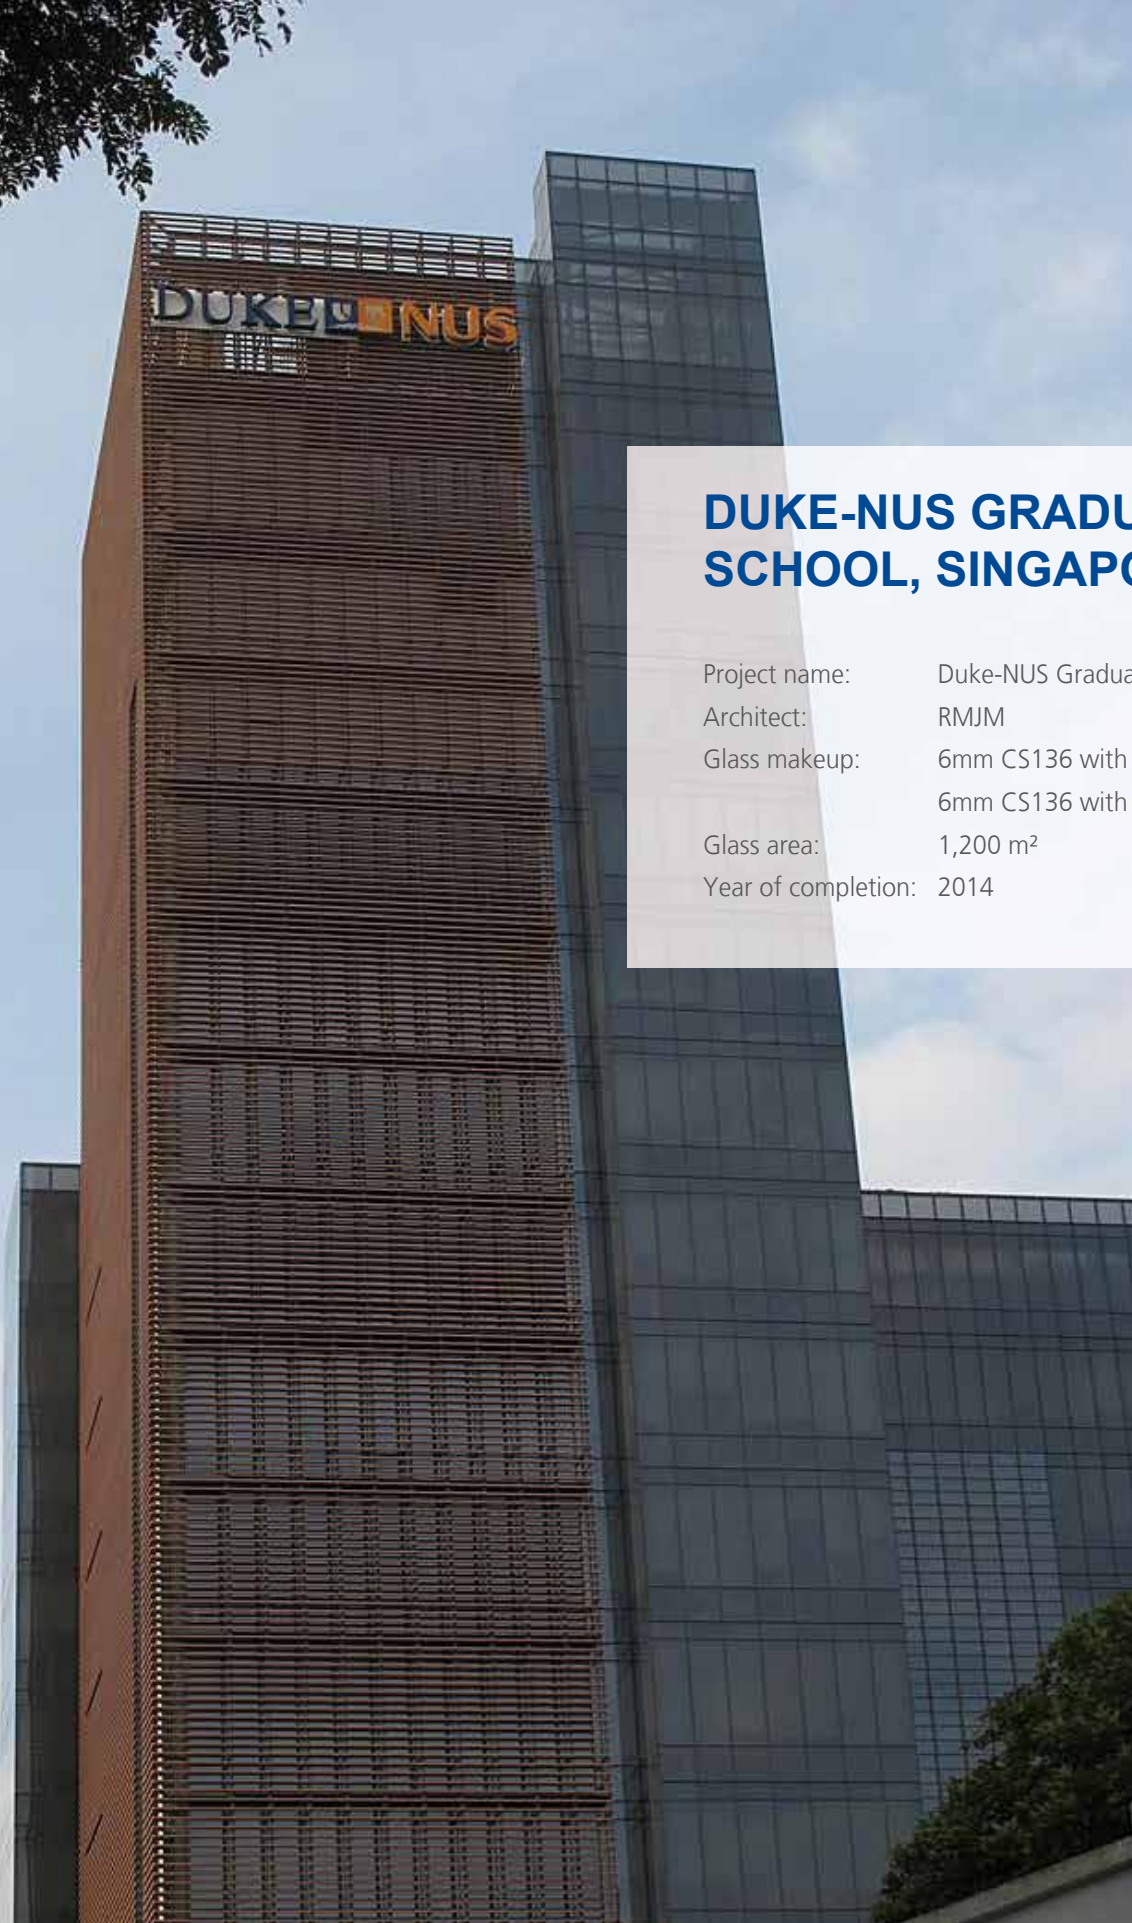 DUKE NUS
DUKE-NUS GRADU
SCHOOL, SINGAPO
Project name: Duke-NUS Gradua
Architect: RMJM
Glass makeup: 6mm CS136 with
6mm CS136 with
Glass area: 1,200 m²
Year of completion: 2014